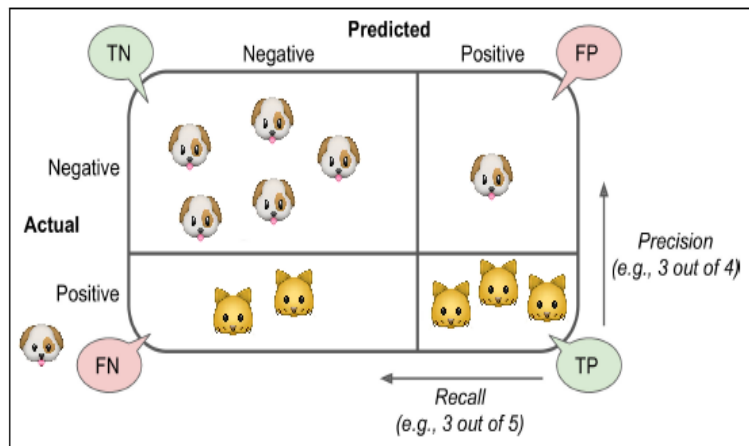 Predicted
TN
Negative
Positive
FP
Negative
Actual
Precision
(e.g., 3 out of 4)
Positive
FN
TP
Recall
(e.g., 3 out of 5)